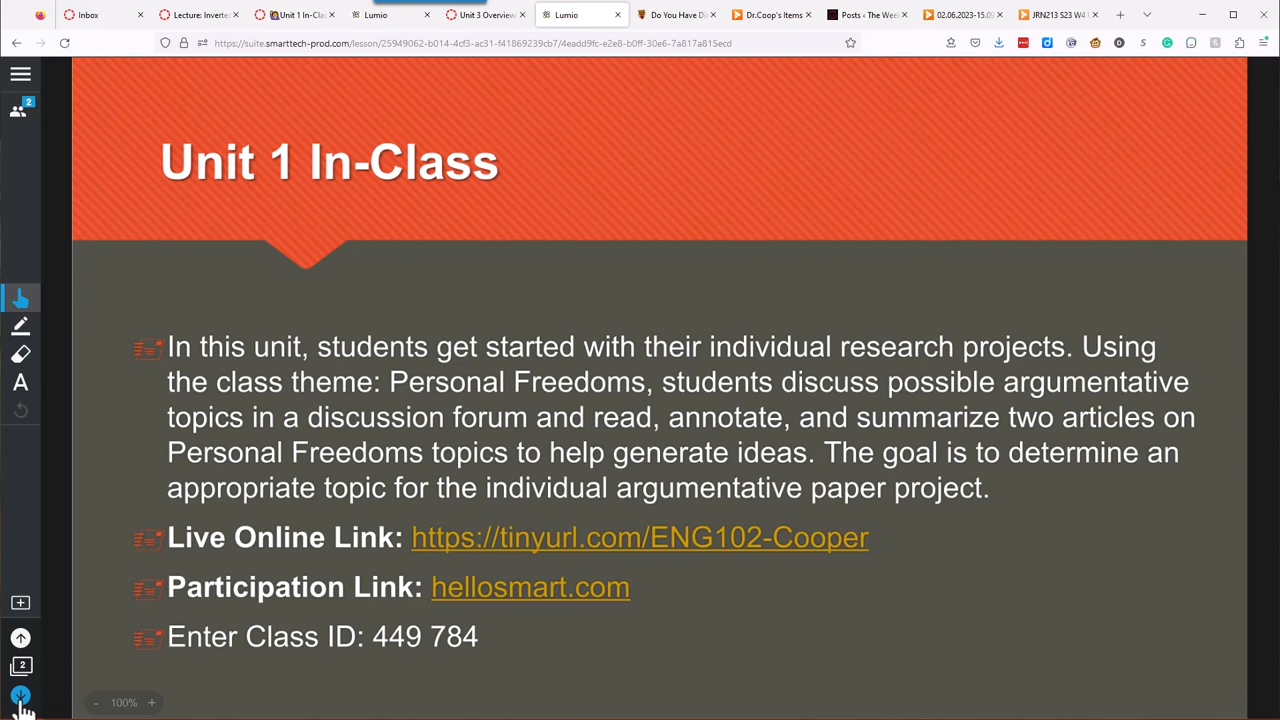 Inbox
Lecture: Inverte
Unit 1 In-Clas
Lumio
Unit 3 Overview
Lumio
Do You Have D
Dr.Coop's Items
Posts ‹ The Wee
02.06.2023-15.09
JRN213 S23 W4
https://suite.smarttech-prod.com/lesson/25949062-b014-4cf3-ac31-f41869239cb7/4eadd9fc-e2e8-b0ff-30e6-7a817a815ecd
2
Unit 1 In-Class
In this unit, students get started with their individual research projects. Using
the class theme: Personal Freedoms, students discuss possible argumentative
topics in a discussion forum and read, annotate, and summarize two articles on
Personal Freedoms topics to help generate ideas. The goal is to determine an
appropriate topic for the individual argumentative paper project.
Live Online Link: https://tinyurl.com/ENG102-Cooper
Participation Link: hellosmart.com
Enter Class ID: 449 784
A
2
- 100% +